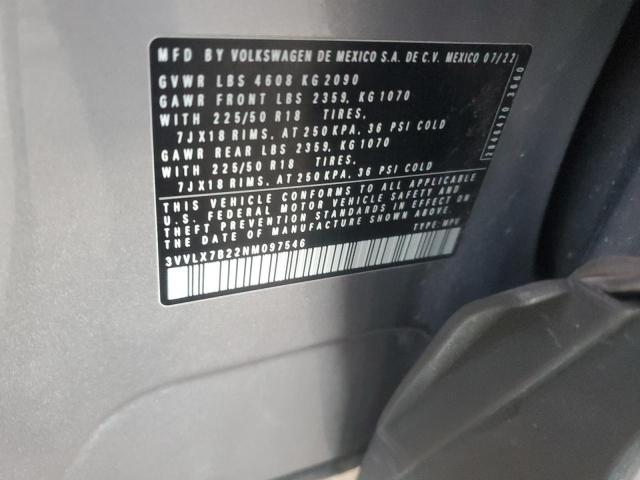 MFD BY VOLKSWAGEN DE MEXICO S.A. DE C.V. MEXICO 07/22
GVWR LBS 4608 KG 2090
GAWR FRONT LBS 2359, KG 1070
WITH 225/50 R18 TIRES,
7JX18 RIMS, AT 250 KPA, 36 PSI COLD
GAWR REAR LBS 2359, KG 1070
WITH 225/50 R18 TIRES,
7JX18 RIMS, AT 250 KPA, 36 PSI COLD
THIS VEHICLE CONFORMS TO ALL APPLICABLE
U.S. FEDERAL MOTOR VEHICLE SAFETY AND
THEFT PREVENTION STANDARDS IN EFFECT ON
THE DATE OF MANUFACTURE SHOWN ABOVE.
TYPE: MPV
3VVLX7B22NM097546